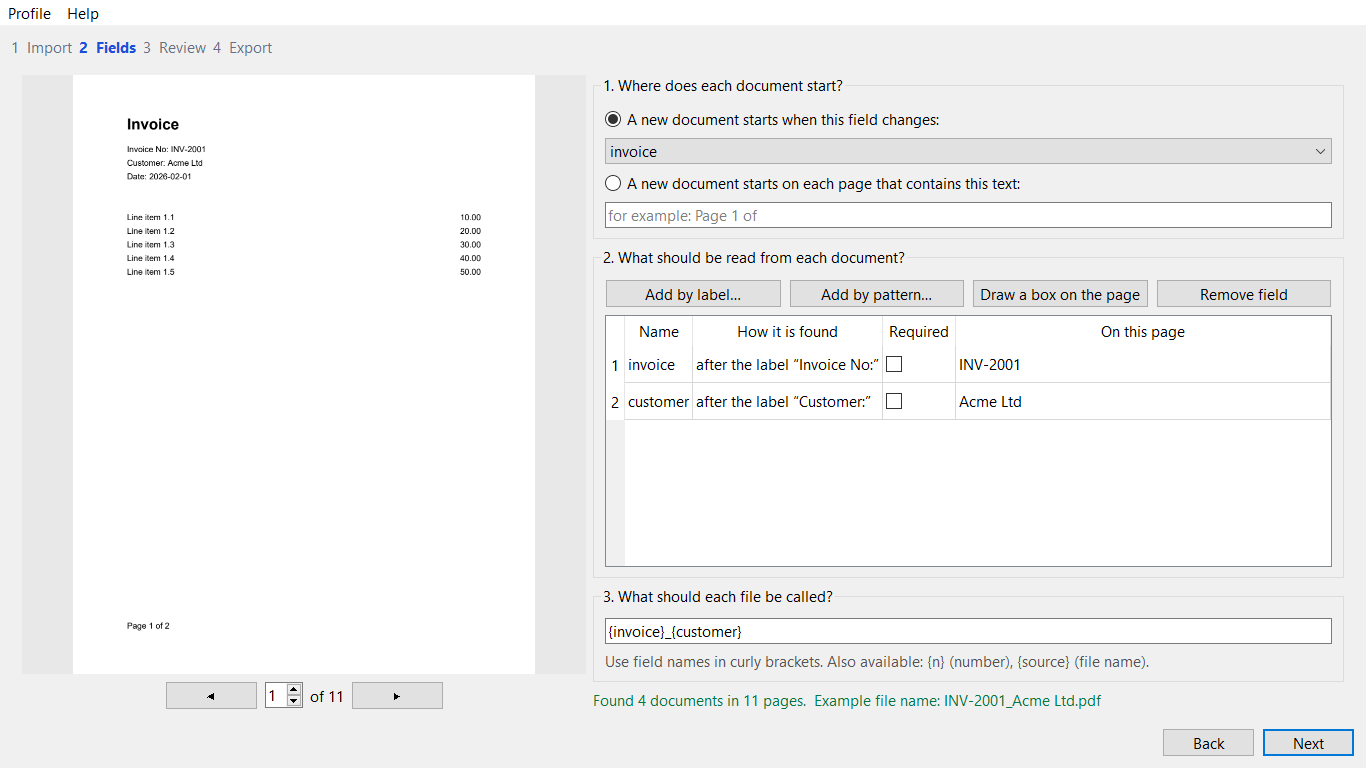 Profile Help
1 Import 2 Fields 3 Review 4 Export
Invoice
Invoice No: INV-2001
Customer: Acme Ltd
Date: 2026-02-01
Line item 1.1 10.00
Line item 1.2 20.00
Line item 1.3 30.00
Line item 1.4 40.00
Line item 1.5 50.00
Page 1 of 2
1 of 11
1. Where does each document start?
A new document starts when this field changes:
invoice
A new document starts on each page that contains this text:
for example: Page 1 of
2. What should be read from each document?
Add by label... Add by pattern... Draw a box on the page Remove field
Name How it is found Required On this page
1 invoice after the label “Invoice No:” INV-2001
2 customer after the label “Customer:” Acme Ltd
3. What should each file be called?
{invoice}_{customer}
Use field names in curly brackets. Also available: {n} (number), {source} (file name).
Found 4 documents in 11 pages. Example file name: INV-2001_Acme Ltd.pdf
Back Next